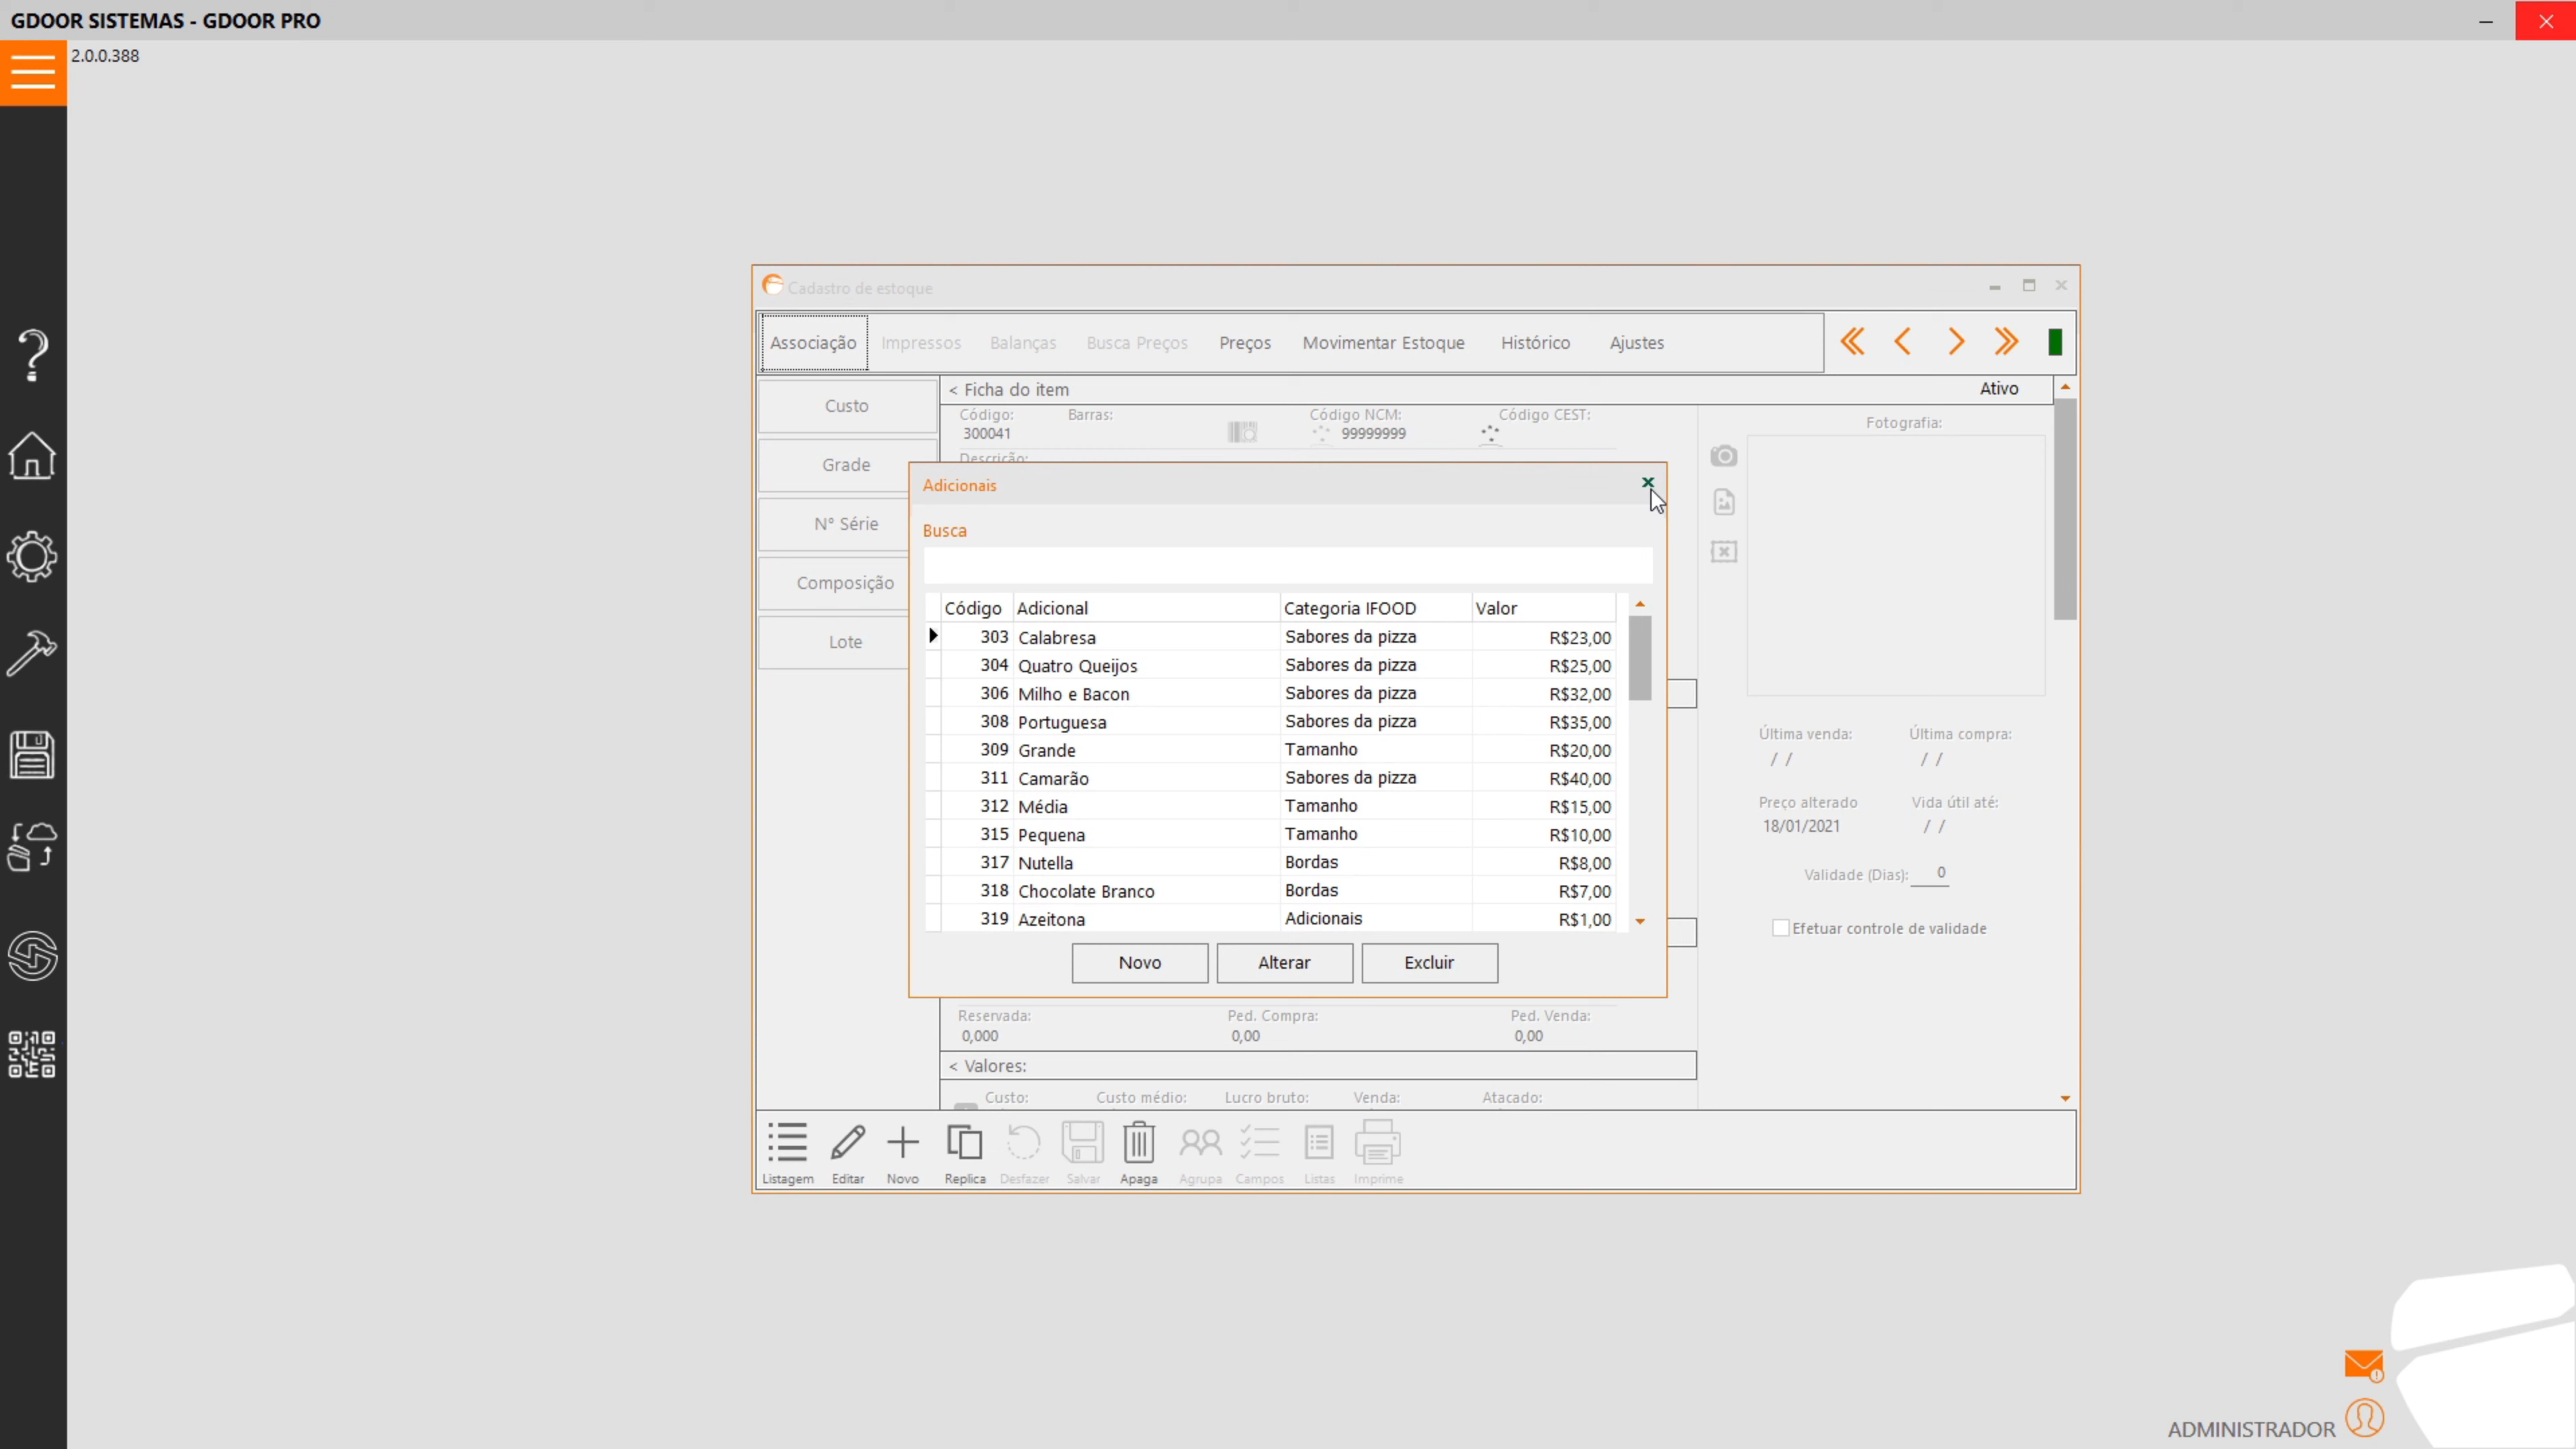 GDOOR SISTEMAS - GDOOR PRO
2.0.0.388
Cadastro de estoque
Associação Impressos Balanças Busca Preços Preços Movimentar Estoque Histórico Ajustes
Custo
Grade
N° Série
Composição
Lote
< Ficha do item
Ativo
Código: Barras: Código NCM: Código CEST:
300041 99999999
Descrição:
Fotografia:
Adicionais
Busca
Código Adicional Categoria IFOOD Valor
303 Calabresa Sabores da pizza R$23,00
304 Quatro Queijos Sabores da pizza R$25,00
306 Milho e Bacon Sabores da pizza R$32,00
308 Portuguesa Sabores da pizza R$35,00
309 Grande Tamanho R$20,00
311 Camarão Sabores da pizza R$40,00
312 Média Tamanho R$15,00
315 Pequena Tamanho R$10,00
317 Nutella Bordas R$8,00
318 Chocolate Branco Bordas R$7,00
319 Azeitona Adicionais R$1,00
Novo Alterar Excluir
Última venda: Última compra:
/ / / /
Preço alterado Vida útil até:
18/01/2021 / /
Validade (Dias): 0
Efetuar controle de validade
Reservada: Ped. Compra: Ped. Venda:
0,000 0,00 0,00
< Valores:
Custo: Custo médio: Lucro bruto: Venda: Atacado:
Listagem Editar Novo Replica Desfazer Salvar Apaga Agrupa Campos Listas Imprime
ADMINISTRADOR